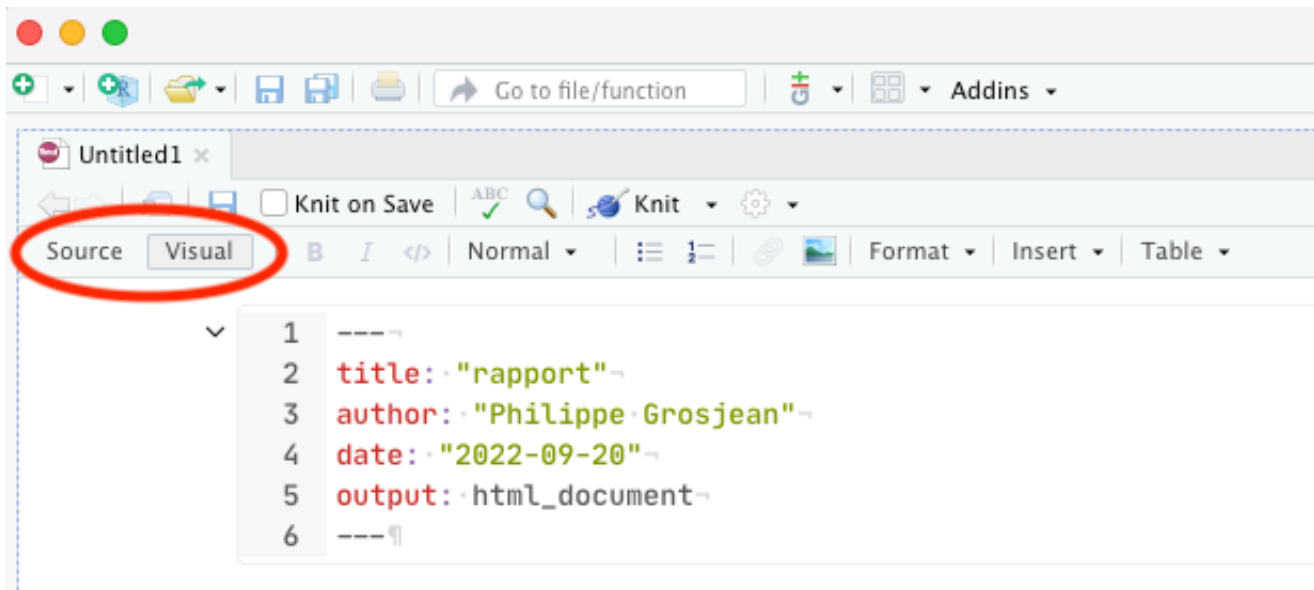 Go to file/function Addins
Untitled1
Knit on Save ABC Knit
Source Visual B I </> Normal Format Insert Table
1 ---
2 title: "rapport"
3 author: "Philippe Grosjean"
4 date: "2022-09-20"
5 output: html_document
6 ---